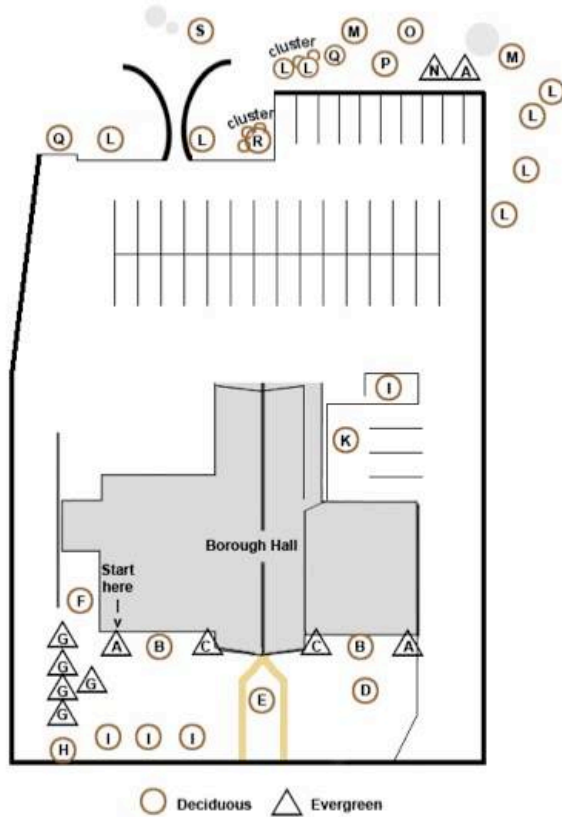 S
M
O
cluster
L
L
Q
P
N
A
M
L
L
cluster
Q
L
L
R
L
L
I
K
Borough Hall
Start
here
|
v
F
G
A
B
C
C
B
A
G
G
G
D
G
E
H
I
I
I
Deciduous
Evergreen